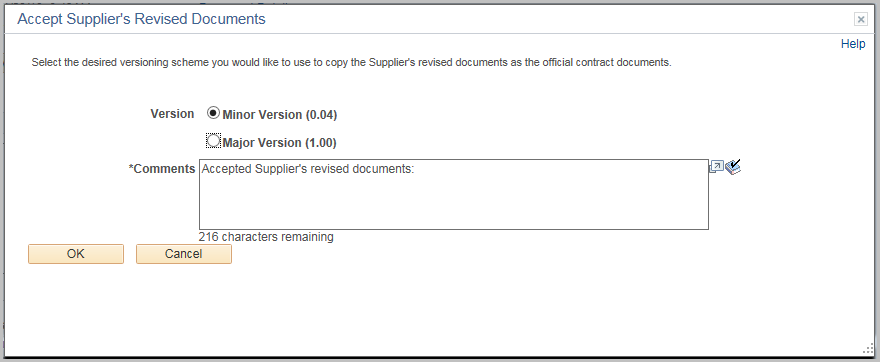 Accept Supplier's Revised Documents
Help
Select the desired versioning scheme you would like to use to copy the Supplier's revised documents as the official contract documents.
Version Minor Version (0.04)
Major Version (1.00)
*Comments Accepted Supplier's revised documents:
216 characters remaining
OK Cancel